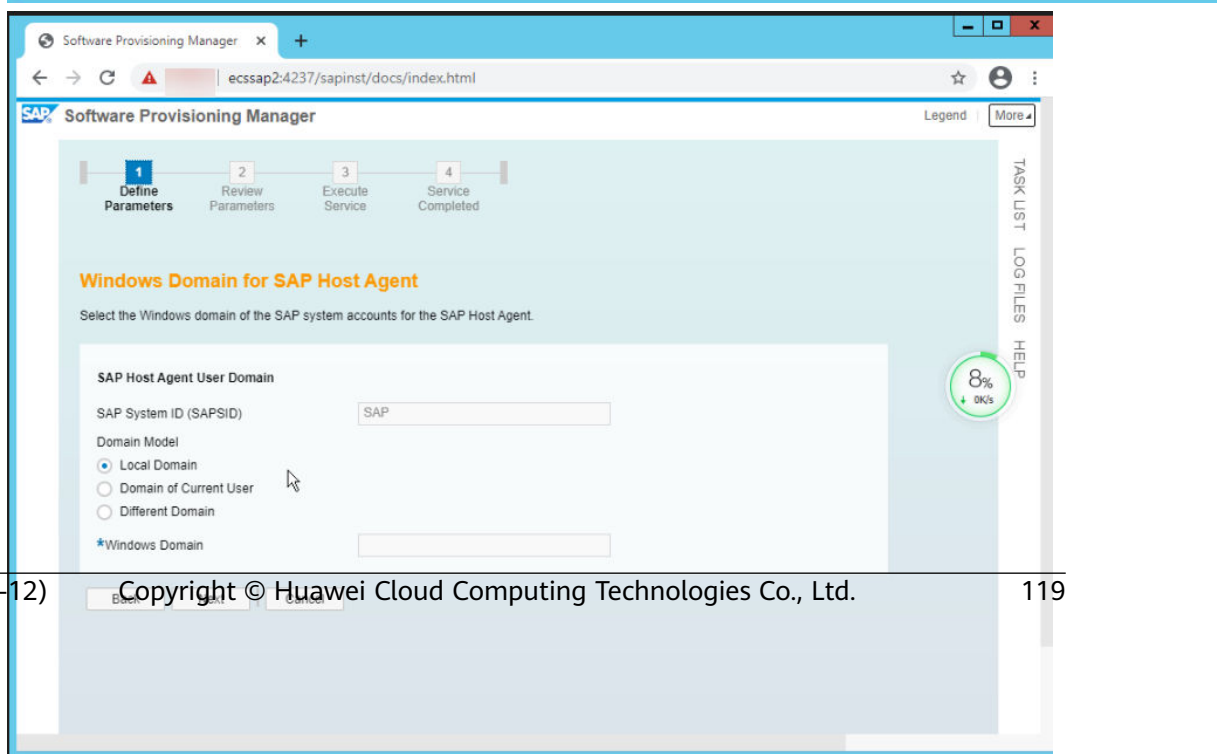 Software Provisioning Manager
ecssap2:4237/sapinst/docs/index.html
SAP Software Provisioning Manager
Legend More
1 2 3 4
Define Parameters
Review Parameters
Execute Service
Service Completed
TASK LIST LOG FILES HELP
Windows Domain for SAP Host Agent
Select the Windows domain of the SAP system accounts for the SAP Host Agent.
SAP Host Agent User Domain
8%
0K/s
SAP System ID (SAPSID) SAP
Domain Model
Local Domain
Domain of Current User
Different Domain
*Windows Domain
-12) Copyright © Huawei Cloud Computing Technologies Co., Ltd. 119
Back Next Cancel